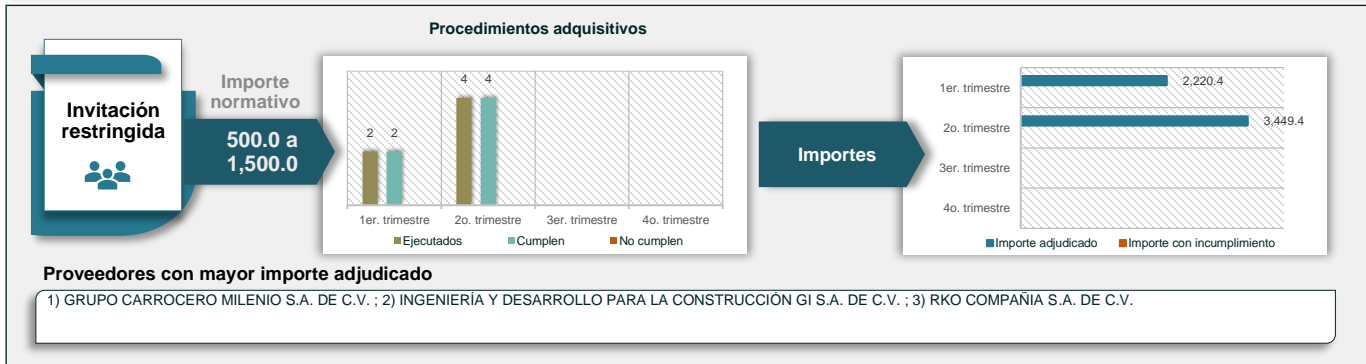 Procedimientos adquisitivos
Invitación
restringida
Importe
normativo
500.0 a
1,500.0
2
2
4
4
1er. trimestre
2o. trimestre
3er. trimestre
4o. trimestre
Ejecutados
Cumplen
No cumplen
Importes
1er. trimestre
2,220.4
2o. trimestre
3,449.4
3er. trimestre
4o. trimestre
Importe adjudicado
Importe con incumplimiento
Proveedores con mayor importe adjudicado
1) GRUPO CARROCERO MILENIO S.A. DE C.V. ; 2) INGENIERÍA Y DESARROLLO PARA LA CONSTRUCCIÓN GI S.A. DE C.V. ; 3) RKO COMPAÑIA S.A. DE C.V.